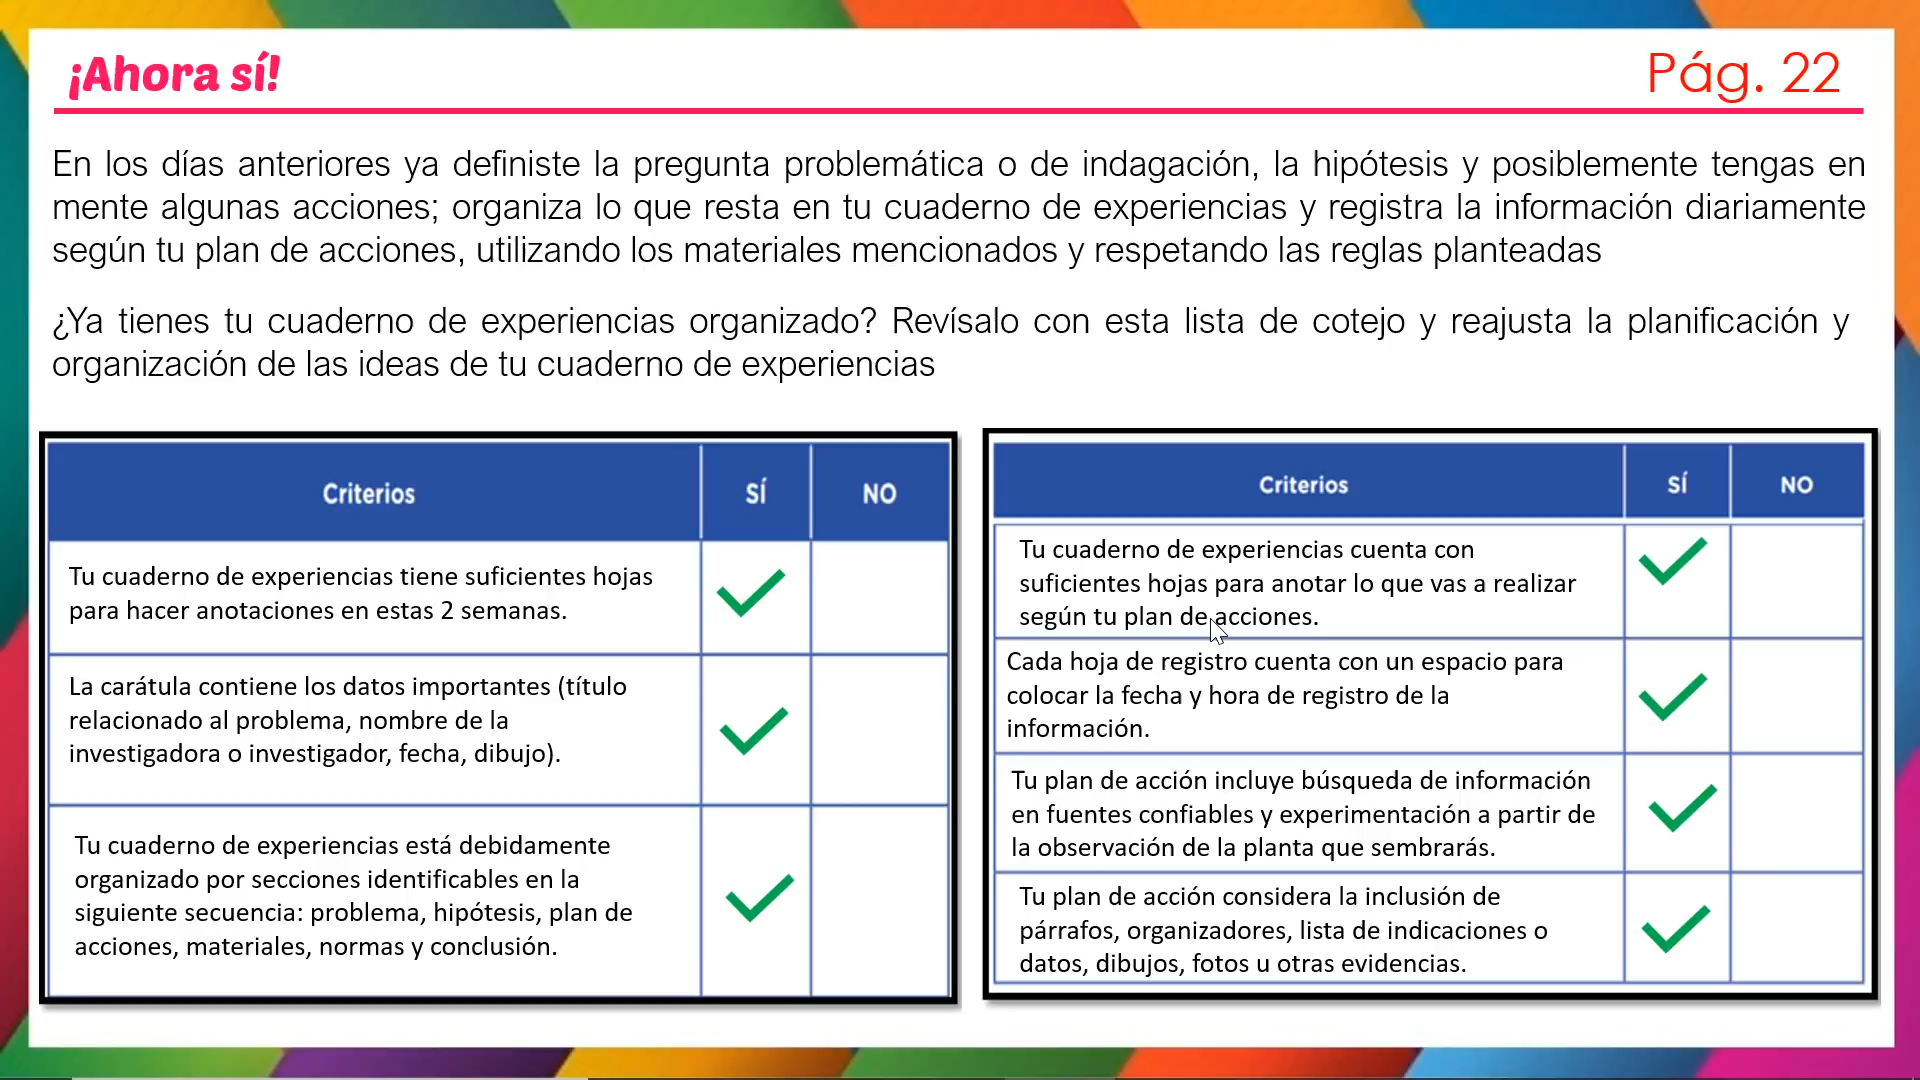 ¡Ahora sí!
Pág. 22
En los días anteriores ya definiste la pregunta problemática o de indagación, la hipótesis y posiblemente tengas en
mente algunas acciones; organiza lo que resta en tu cuaderno de experiencias y registra la información diariamente
según tu plan de acciones, utilizando los materiales mencionados y respetando las reglas planteadas
¿Ya tienes tu cuaderno de experiencias organizado? Revísalo con esta lista de cotejo y reajusta la planificación y
organización de las ideas de tu cuaderno de experiencias
Criterios
SÍ
NO
Tu cuaderno de experiencias tiene suficientes hojas
para hacer anotaciones en estas 2 semanas.
La carátula contiene los datos importantes (título
relacionado al problema, nombre de la
investigadora o investigador, fecha, dibujo).
Tu cuaderno de experiencias está debidamente
organizado por secciones identificables en la
siguiente secuencia: problema, hipótesis, plan de
acciones, materiales, normas y conclusión.
Criterios
SÍ
NO
Tu cuaderno de experiencias cuenta con
suficientes hojas para anotar lo que vas a realizar
según tu plan de acciones.
Cada hoja de registro cuenta con un espacio para
colocar la fecha y hora de registro de la
información.
Tu plan de acción incluye búsqueda de información
en fuentes confiables y experimentación a partir de
la observación de la planta que sembrarás.
Tu plan de acción considera la inclusión de
párrafos, organizadores, lista de indicaciones o
datos, dibujos, fotos u otras evidencias.